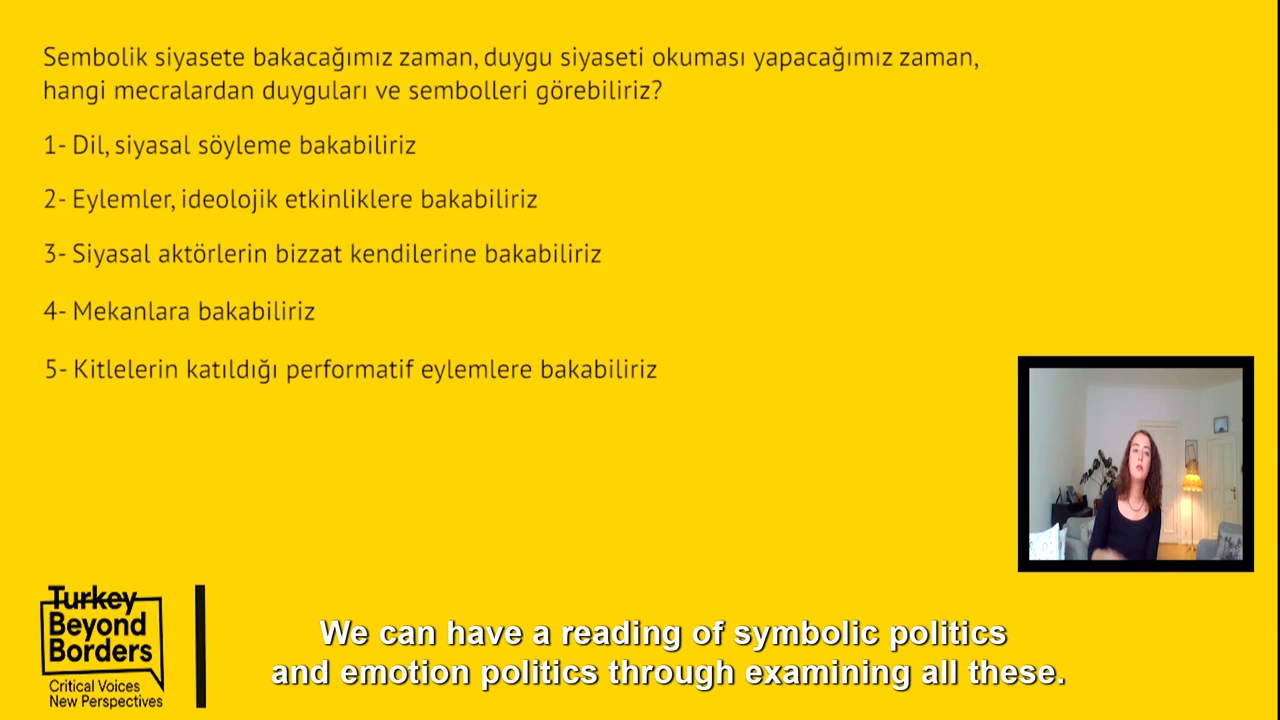 Sembolik siyasete bakacağımız zaman, duygu siyaseti okuması yapacağımız zaman,
hangi mecralardan duyguları ve sembolleri görebiliriz?
1- Dil, siyasal söyleme bakabiliriz
2- Eylemler, ideolojik etkinliklere bakabiliriz
3- Siyasal aktörlerin bizzat kendilerine bakabiliriz
4- Mekanlara bakabiliriz
5- Kitlelerin katıldığı performatif eylemlere bakabiliriz
Turkey
Beyond
Borders
Critical Voices
New Perspectives
We can have a reading of symbolic politics
and emotion politics through examining all these.